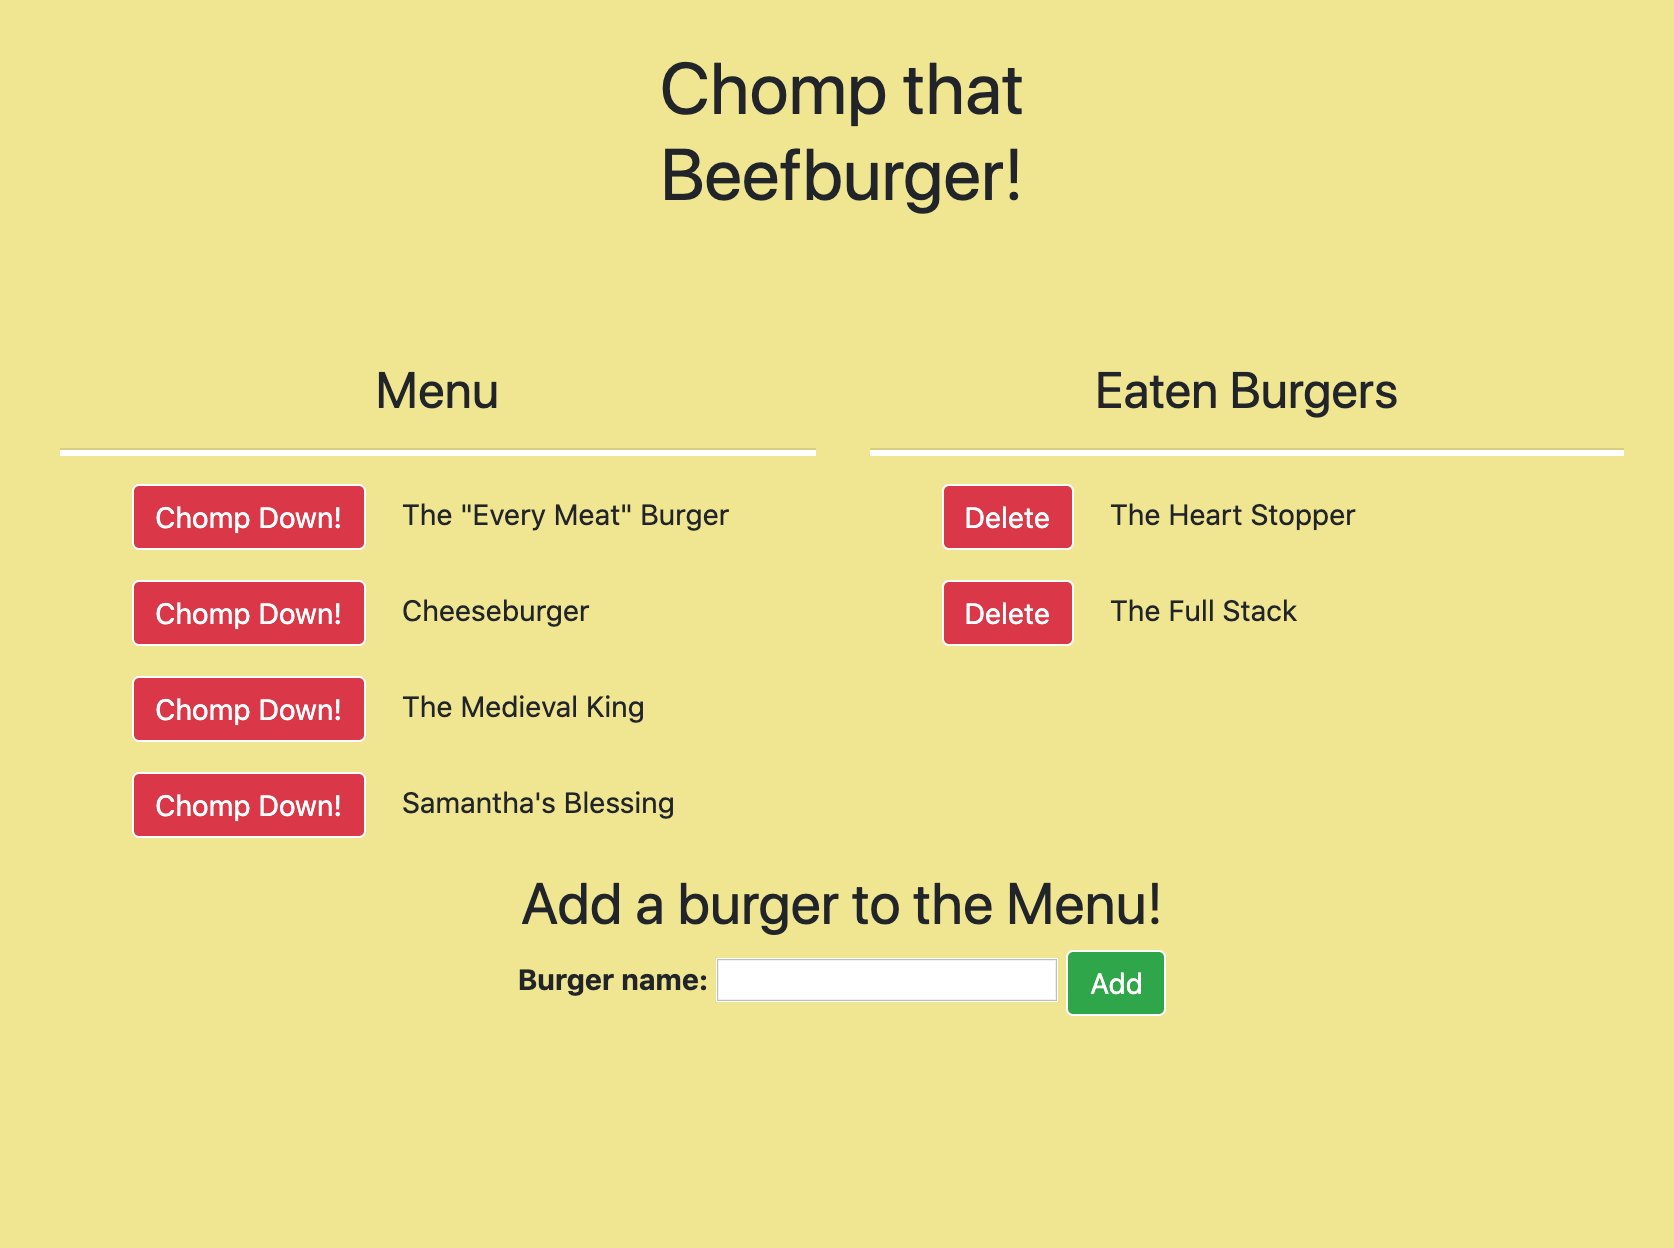 Chomp that
Beefburger!
Menu
Chomp Down! The "Every Meat" Burger
Chomp Down! Cheeseburger
Chomp Down! The Medieval King
Chomp Down! Samantha's Blessing
Eaten Burgers
Delete The Heart Stopper
Delete The Full Stack
Add a burger to the Menu!
Burger name: Add